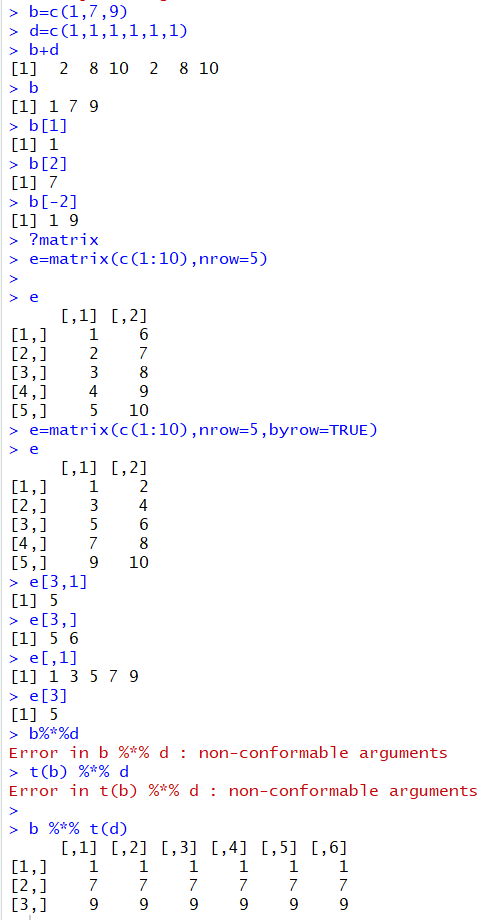 > b=c(1,7,9)
> d=c(1,1,1,1,1,1)
> b+d
[1]  2  8 10  2  8 10
> b
[1] 1 7 9
> b[1]
[1] 1
> b[2]
[1] 7
> b[-2]
[1] 1 9
> ?matrix
> e=matrix(c(1:10),nrow=5)
>
> e
     [,1] [,2]
[1,]    1    6
[2,]    2    7
[3,]    3    8
[4,]    4    9
[5,]    5   10
> e=matrix(c(1:10),nrow=5,byrow=TRUE)
> e
     [,1] [,2]
[1,]    1    2
[2,]    3    4
[3,]    5    6
[4,]    7    8
[5,]    9   10
> e[3,1]
[1] 5
> e[3,]
[1] 5 6
> e[,1]
[1] 1 3 5 7 9
> e[3]
[1] 5
> b%*%d
Error in b %*% d : non-conformable arguments
> t(b) %*% d
Error in t(b) %*% d : non-conformable arguments
>
> b %*% t(d)
     [,1] [,2] [,3] [,4] [,5] [,6]
[1,]    1    1    1    1    1    1
[2,]    7    7    7    7    7    7
[3,]    9    9    9    9    9    9